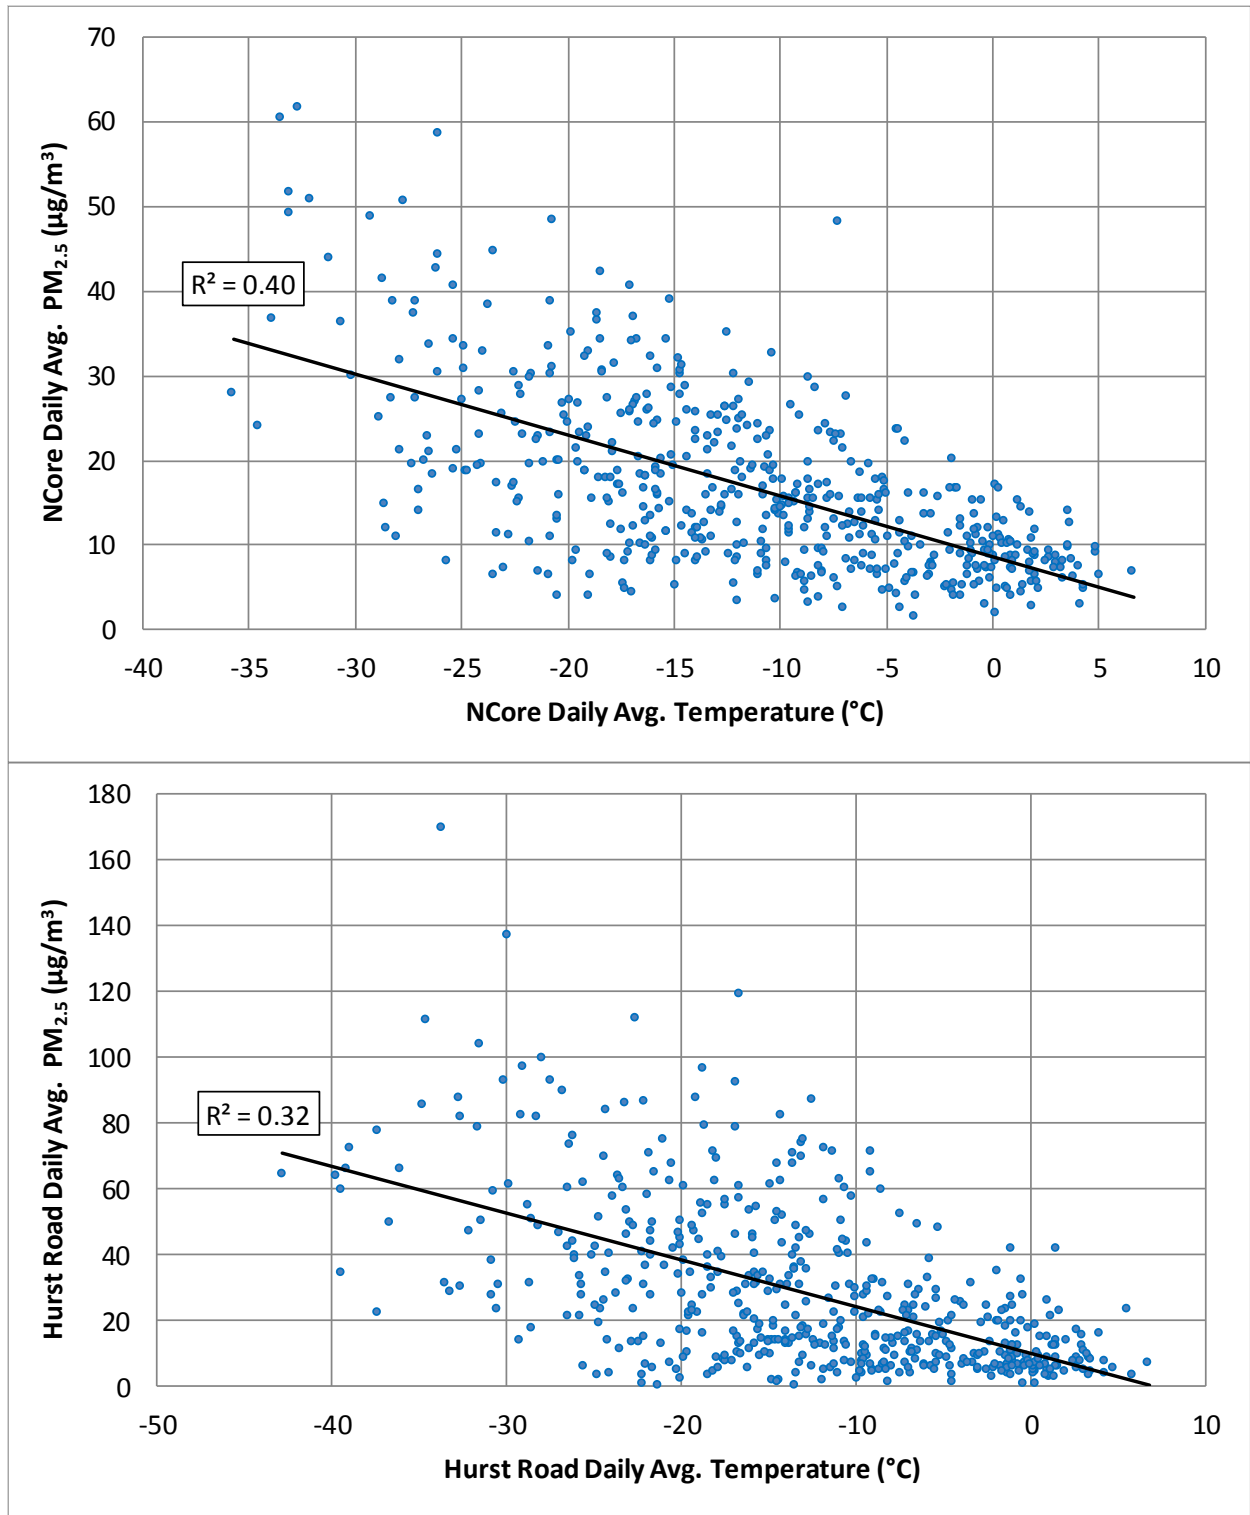 70
60
50
40
30
20
10
0
NCore Daily Avg. PM₂.₅ (µg/m³)
R² = 0.40
-40 -35 -30 -25 -20 -15 -10 -5 0 5 10
NCore Daily Avg. Temperature (°C)
180
160
140
120
100
80
60
40
20
0
Hurst Road Daily Avg. PM₂.₅ (µg/m³)
R² = 0.32
-50 -40 -30 -20 -10 0 10
Hurst Road Daily Avg. Temperature (°C)